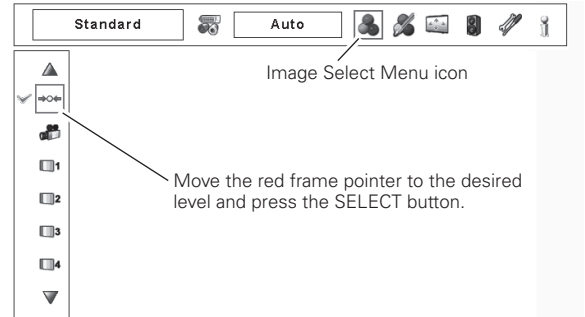 Standard
Auto
Image Select Menu icon
1
Move the red frame pointer to the desired
level and press the SELECT button.
2
3
4